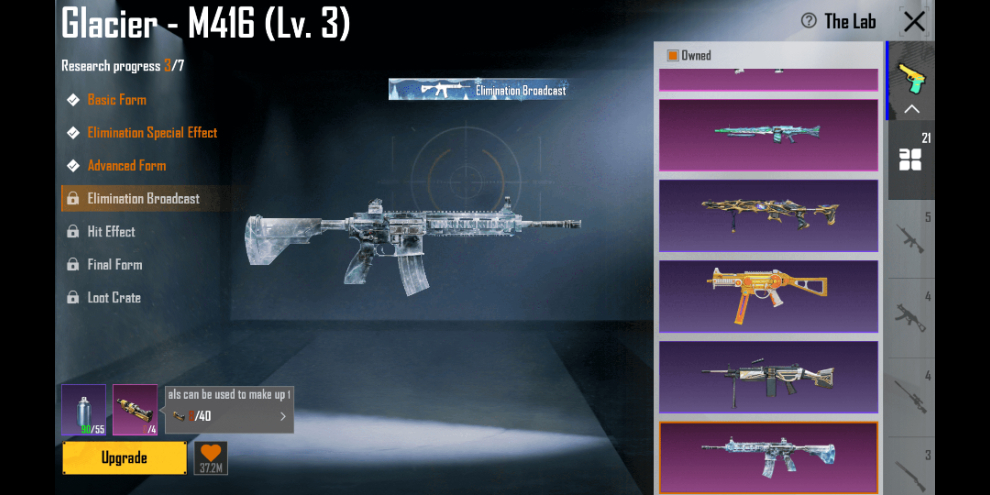 Glacier - M416 (Lv. 3)
The Lab
Research progress 3/7
Owned
Basic Form
Elimination Special Effect
Advanced Form
Elimination Broadcast
Hit Effect
Final Form
Loot Crate
Elimination Broadcast
21
5
4
4
3
als can be used to make up
/55
/4
/40
Upgrade
37.2M